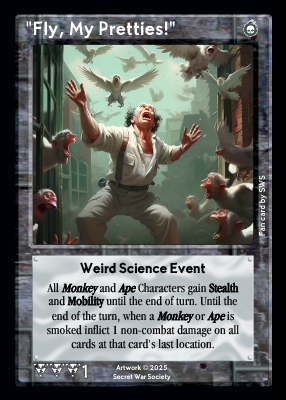 "Fly, My Pretties!"
Fan card by SWS
Weird Science Event
All Monkey and Ape Characters gain Stealth
and Mobility until the end of turn. Until the
end of the turn, when a Monkey or Ape is
smoked inflict 1 non-combat damage on all
cards at that card's last location.
1
Artwork © 2025
Secret War Society